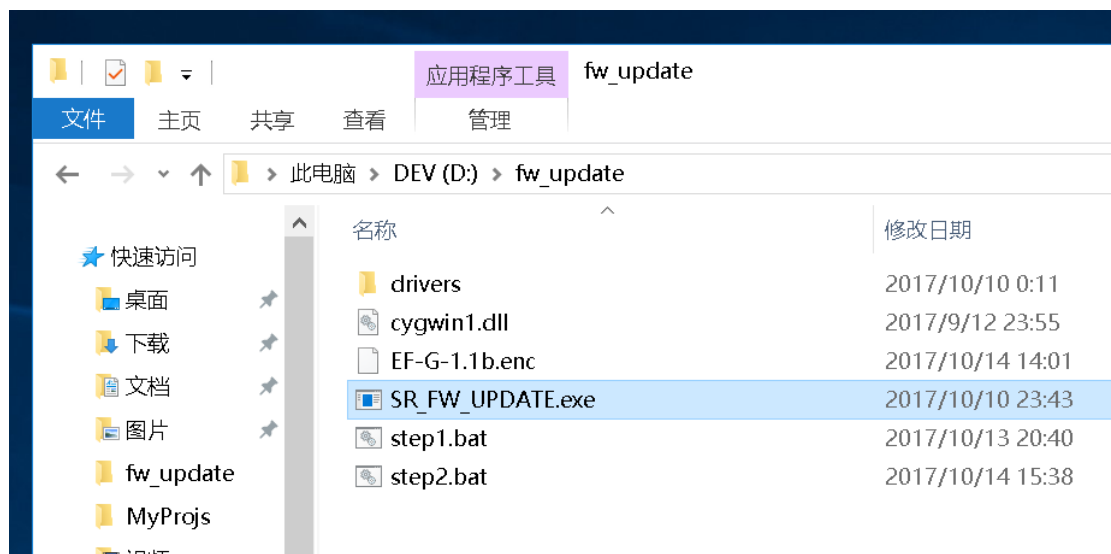 应用程序工具 fw_update
文件 主页 共享 查看 管理
此电脑 DEV (D:) fw_update
名称 修改日期
快速访问
桌面
下载
文档
图片
fw_update
MyProjs
drivers 2017/10/10 0:11
cygwin1.dll 2017/9/12 23:55
EF-G-1.1b.enc 2017/10/14 14:01
SR_FW_UPDATE.exe 2017/10/10 23:43
step1.bat 2017/10/13 20:40
step2.bat 2017/10/14 15:38